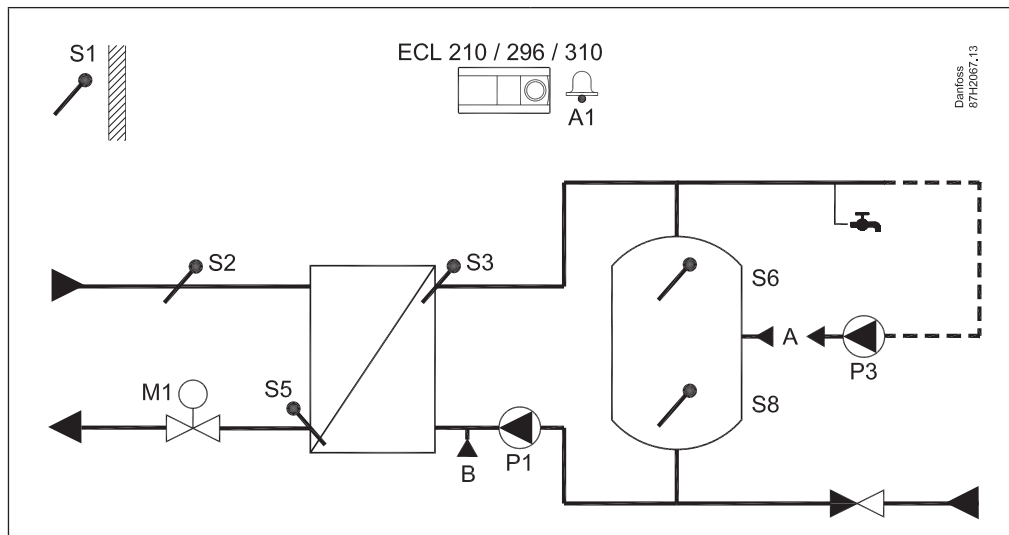 S1
ECL 210 / 296 / 310
A1
Danfoss
87H2067.13
S2
S3
S6
A
P3
M1
S5
S8
B
P1